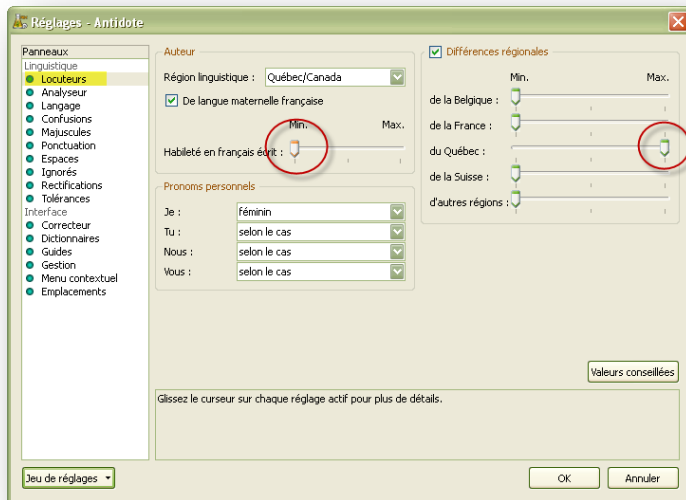 Réglages - Antidote
Panneaux
Linguistique
Locuteurs
Analyseur
Langage
Confusions
Majuscules
Ponctuation
Espaces
Ignorés
Rectifications
Tolérances
Interface
Correcteur
Dictionnaires
Guides
Gestion
Menu contextuel
Emplacements
Auteur
Région linguistique : Québec/Canada
De langue maternelle française
Min. Max.
Habileté en français écrit :
Pronoms personnels
Je : féminin
Tu : selon le cas
Nous : selon le cas
Vous : selon le cas
Différences régionales
Min. Max.
de la Belgique :
de la France :
du Québec :
de la Suisse :
d'autres régions :
Valeurs conseillées
Glissez le curseur sur chaque réglage actif pour plus de détails.
Jeu de réglages
OK
Annuler